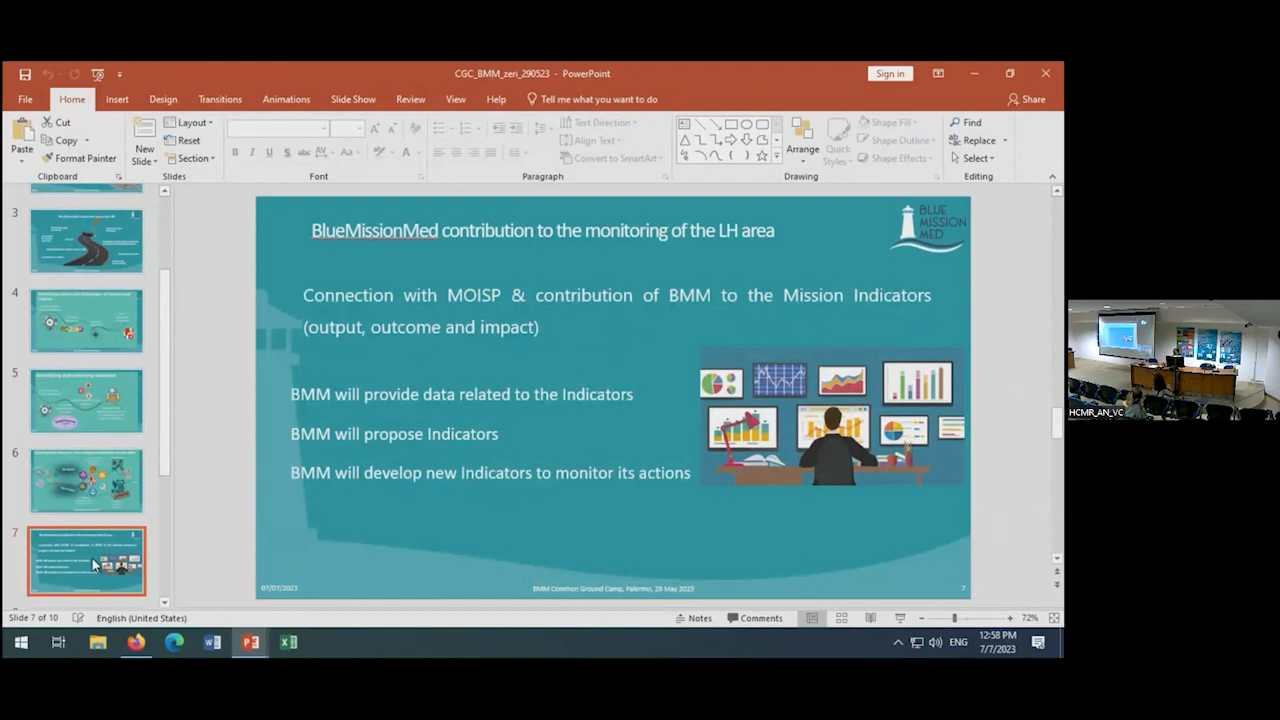 CGC_BMM_zeri_290523 - PowerPoint
Sign in
File Home Insert Design Transitions Animations Slide Show Review View Help Tell me what you want to do
Share
Paste
Cut
Copy
Format Painter
Clipboard
New Slide
Layout
Reset
Section
Slides
Font
Text Direction
Align Text
Convert to SmartArt
Paragraph
Arrange
Quick Styles
Shape Fill
Shape Outline
Shape Effects
Drawing
Find
Replace
Select
Editing
3
4
5
6
7
BlueMissionMed contribution to the monitoring of the LH area
BLUE
MISSION
MED
Connection with MOISP & contribution of BMM to the Mission Indicators
(output, outcome and impact)
BMM will provide data related to the Indicators
BMM will propose Indicators
BMM will develop new Indicators to monitor its actions
07/07/2023
BMM Common Ground Camp, Palermo, 29 May 2023
7
HCMR_AN_VC
Slide 7 of 10
English (United States)
Notes
Comments
72%
ENG
12:58 PM
7/7/2023